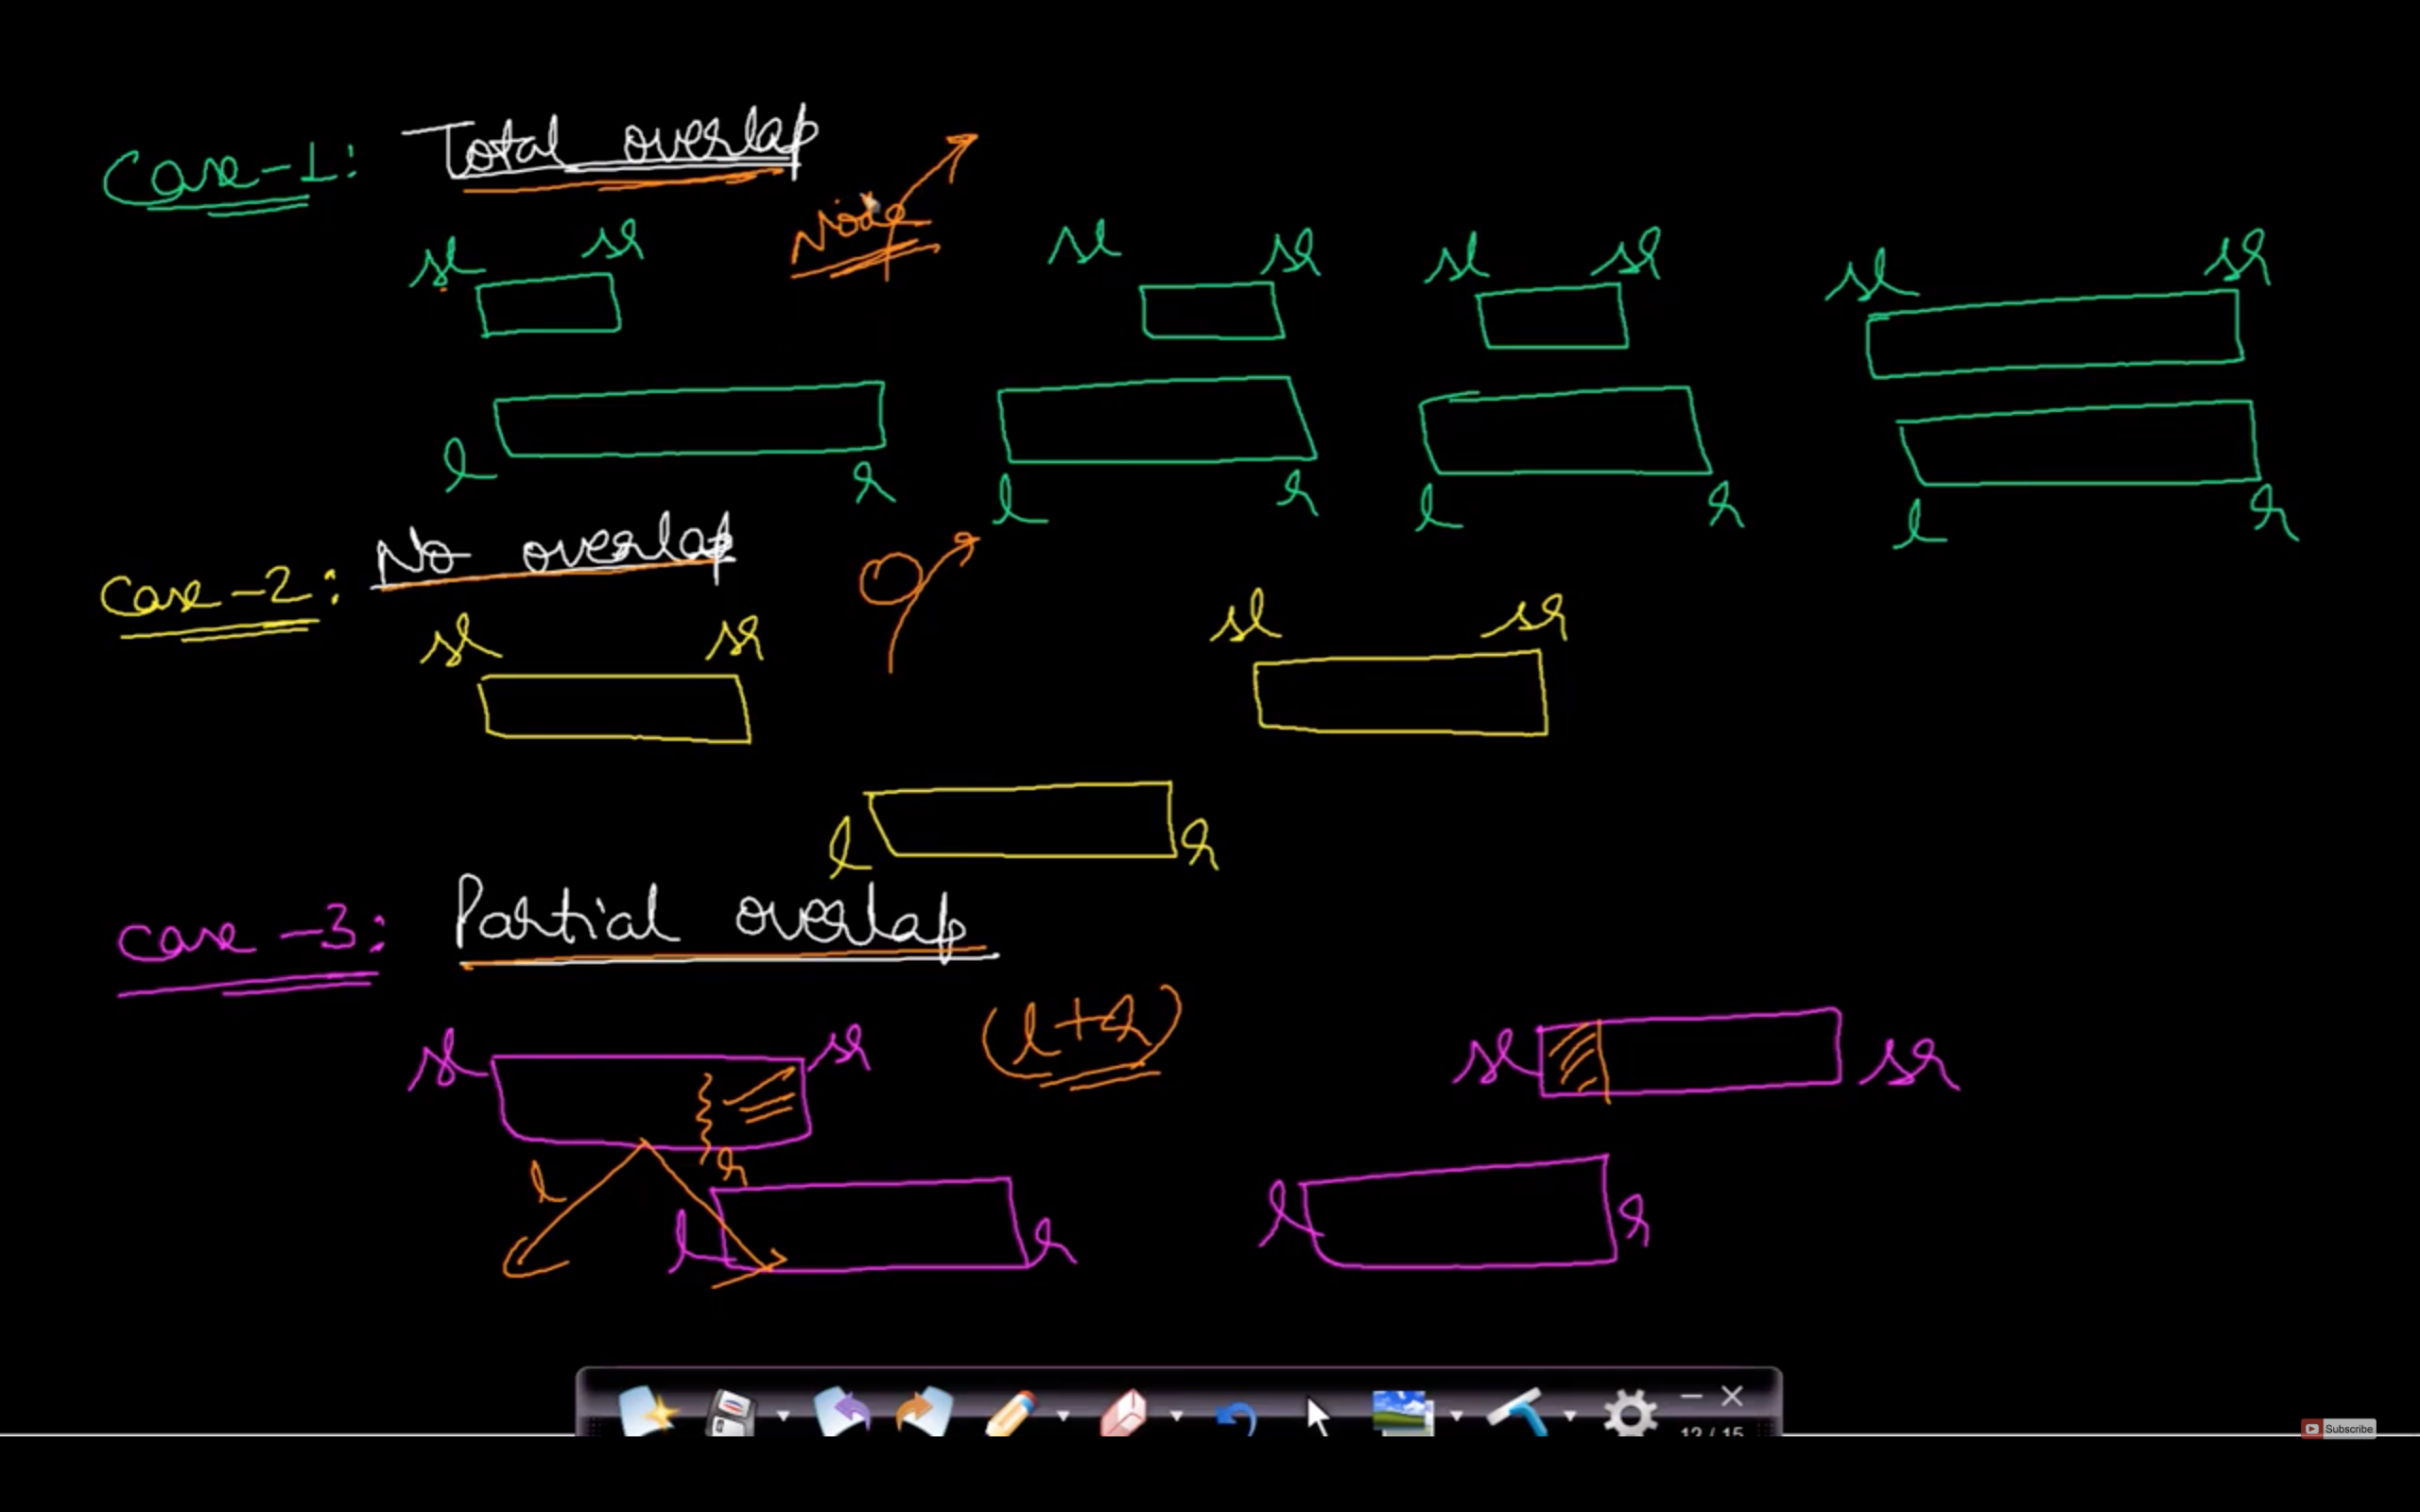 Case-1: Total overlap
Node
sl sr sl sr sl sr sl sr
l r l r l r l r
Case-2: No overlap
0
sl sr sl sr
l r
Case-3: Partial overlap
(l+r)
sl sr sl sr
l r
l r l r
12 / 15
Subscribe